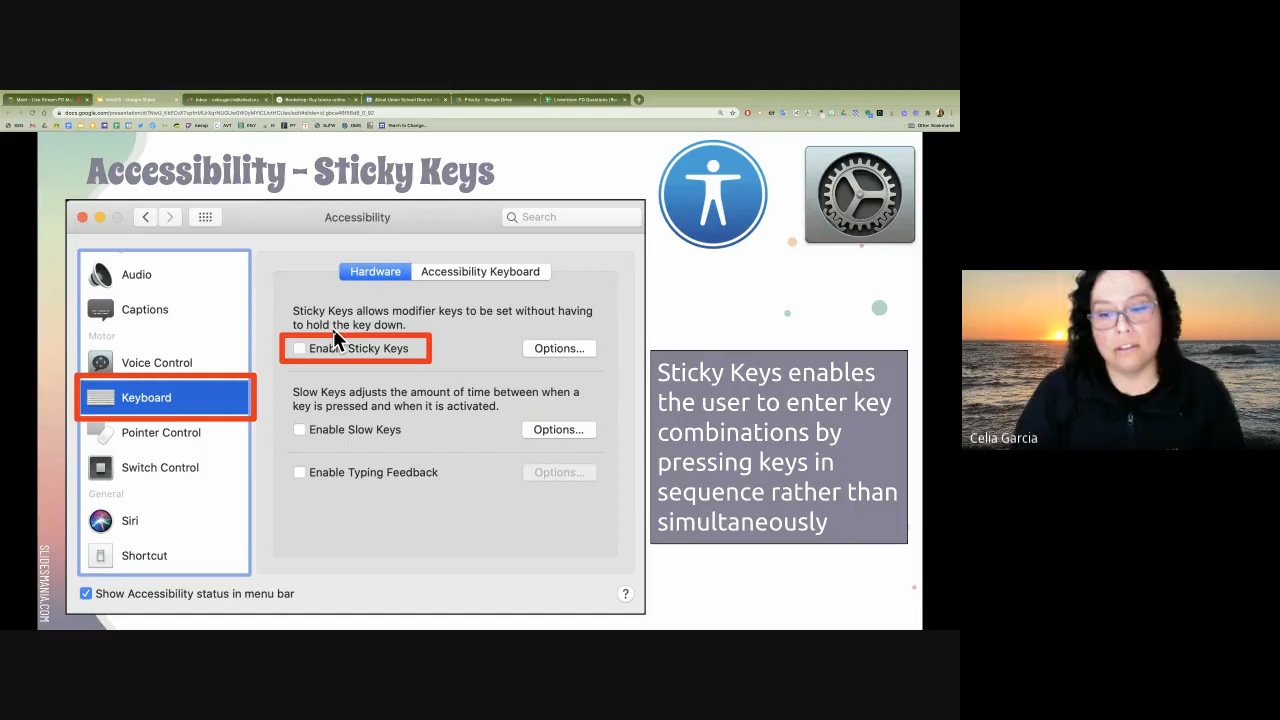 Accessibility - Sticky Keys
Accessibility
Search
Audio
Captions
Motor
Voice Control
Keyboard
Pointer Control
Switch Control
General
Siri
Shortcut
Hardware
Accessibility Keyboard
Sticky Keys allows modifier keys to be set without having
to hold the key down.
Enable Sticky Keys
Options...
Slow Keys adjusts the amount of time between when a
key is pressed and when it is activated.
Enable Slow Keys
Options...
Enable Typing Feedback
Options...
Show Accessibility status in menu bar
?
Sticky Keys enables
the user to enter key
combinations by
pressing keys in
sequence rather than
simultaneously
SLIDESMANIA.COM
Celia Garcia